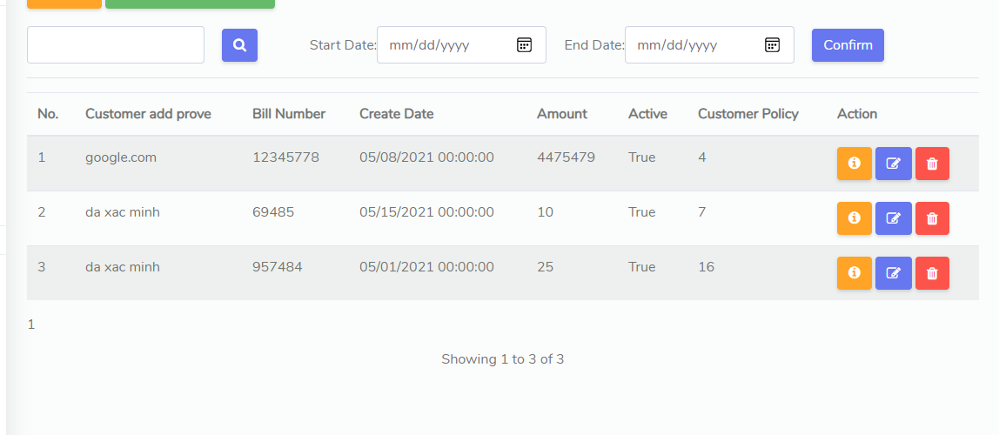 Start Date: mm/dd/yyyy End Date: mm/dd/yyyy Confirm
No. Customer add prove Bill Number Create Date Amount Active Customer Policy Action
1 google.com 12345778 05/08/2021 00:00:00 4475479 True 4
2 da xac minh 69485 05/15/2021 00:00:00 10 True 7
3 da xac minh 957484 05/01/2021 00:00:00 25 True 16
1
Showing 1 to 3 of 3